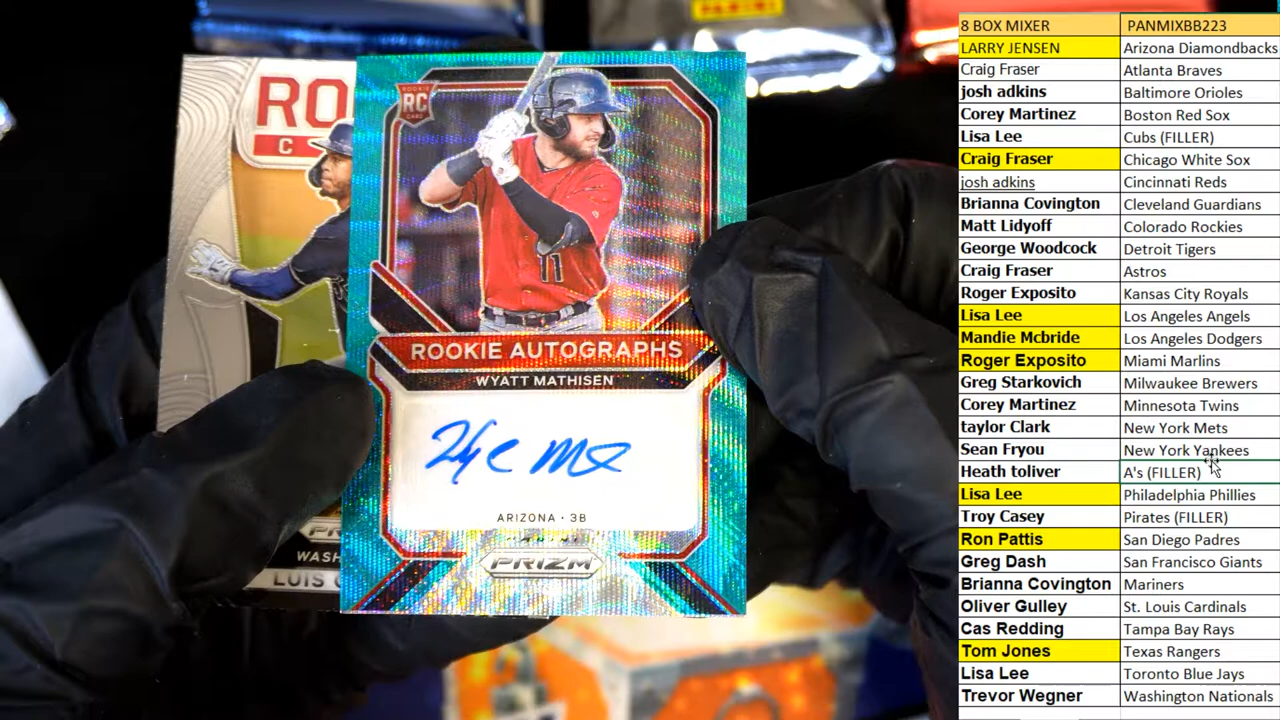 PANINI
RO
C
RC
11
ROOKIE AUTOGRAPHS
WYATT MATHISEN
ARIZONA · 3B
PANINI
PRIZM
WASH
LUIS
8 BOX MIXER PANMIXBB223
LARRY JENSEN Arizona Diamondbacks
Craig Fraser Atlanta Braves
josh adkins Baltimore Orioles
Corey Martinez Boston Red Sox
Lisa Lee Cubs (FILLER)
Craig Fraser Chicago White Sox
josh adkins Cincinnati Reds
Brianna Covington Cleveland Guardians
Matt Lidyoff Colorado Rockies
George Woodcock Detroit Tigers
Craig Fraser Astros
Roger Exposito Kansas City Royals
Lisa Lee Los Angeles Angels
Mandie Mcbride Los Angeles Dodgers
Roger Exposito Miami Marlins
Greg Starkovich Milwaukee Brewers
Corey Martinez Minnesota Twins
taylor Clark New York Mets
Sean Fryou New York Yankees
Heath toliver A's (FILLER)
Lisa Lee Philadelphia Phillies
Troy Casey Pirates (FILLER)
Ron Pattis San Diego Padres
Greg Dash San Francisco Giants
Brianna Covington Mariners
Oliver Gulley St. Louis Cardinals
Cas Redding Tampa Bay Rays
Tom Jones Texas Rangers
Lisa Lee Toronto Blue Jays
Trevor Wegner Washington Nationals